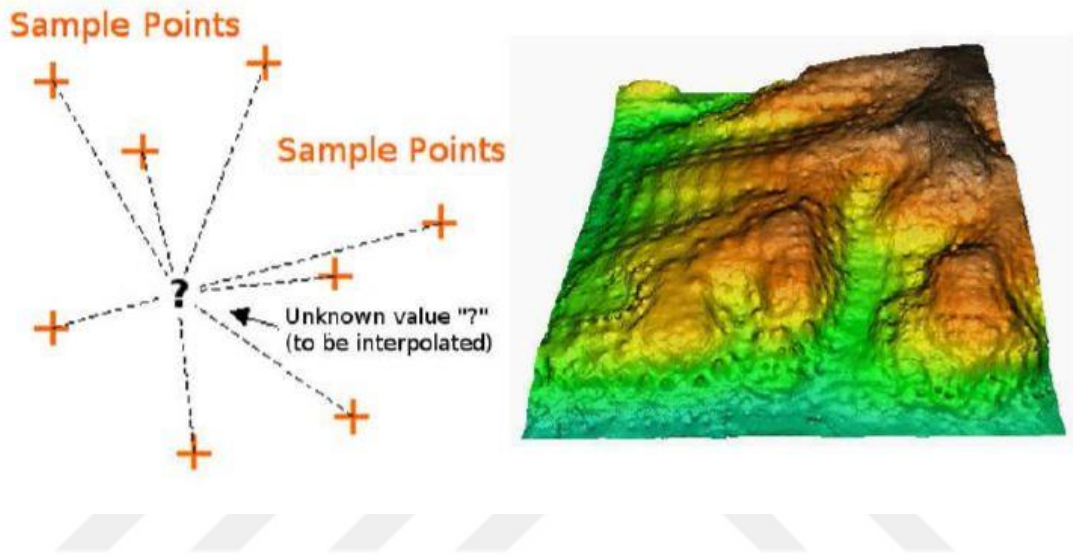 Sample Points
Sample Points
?
Unknown value "?"
(to be interpolated)